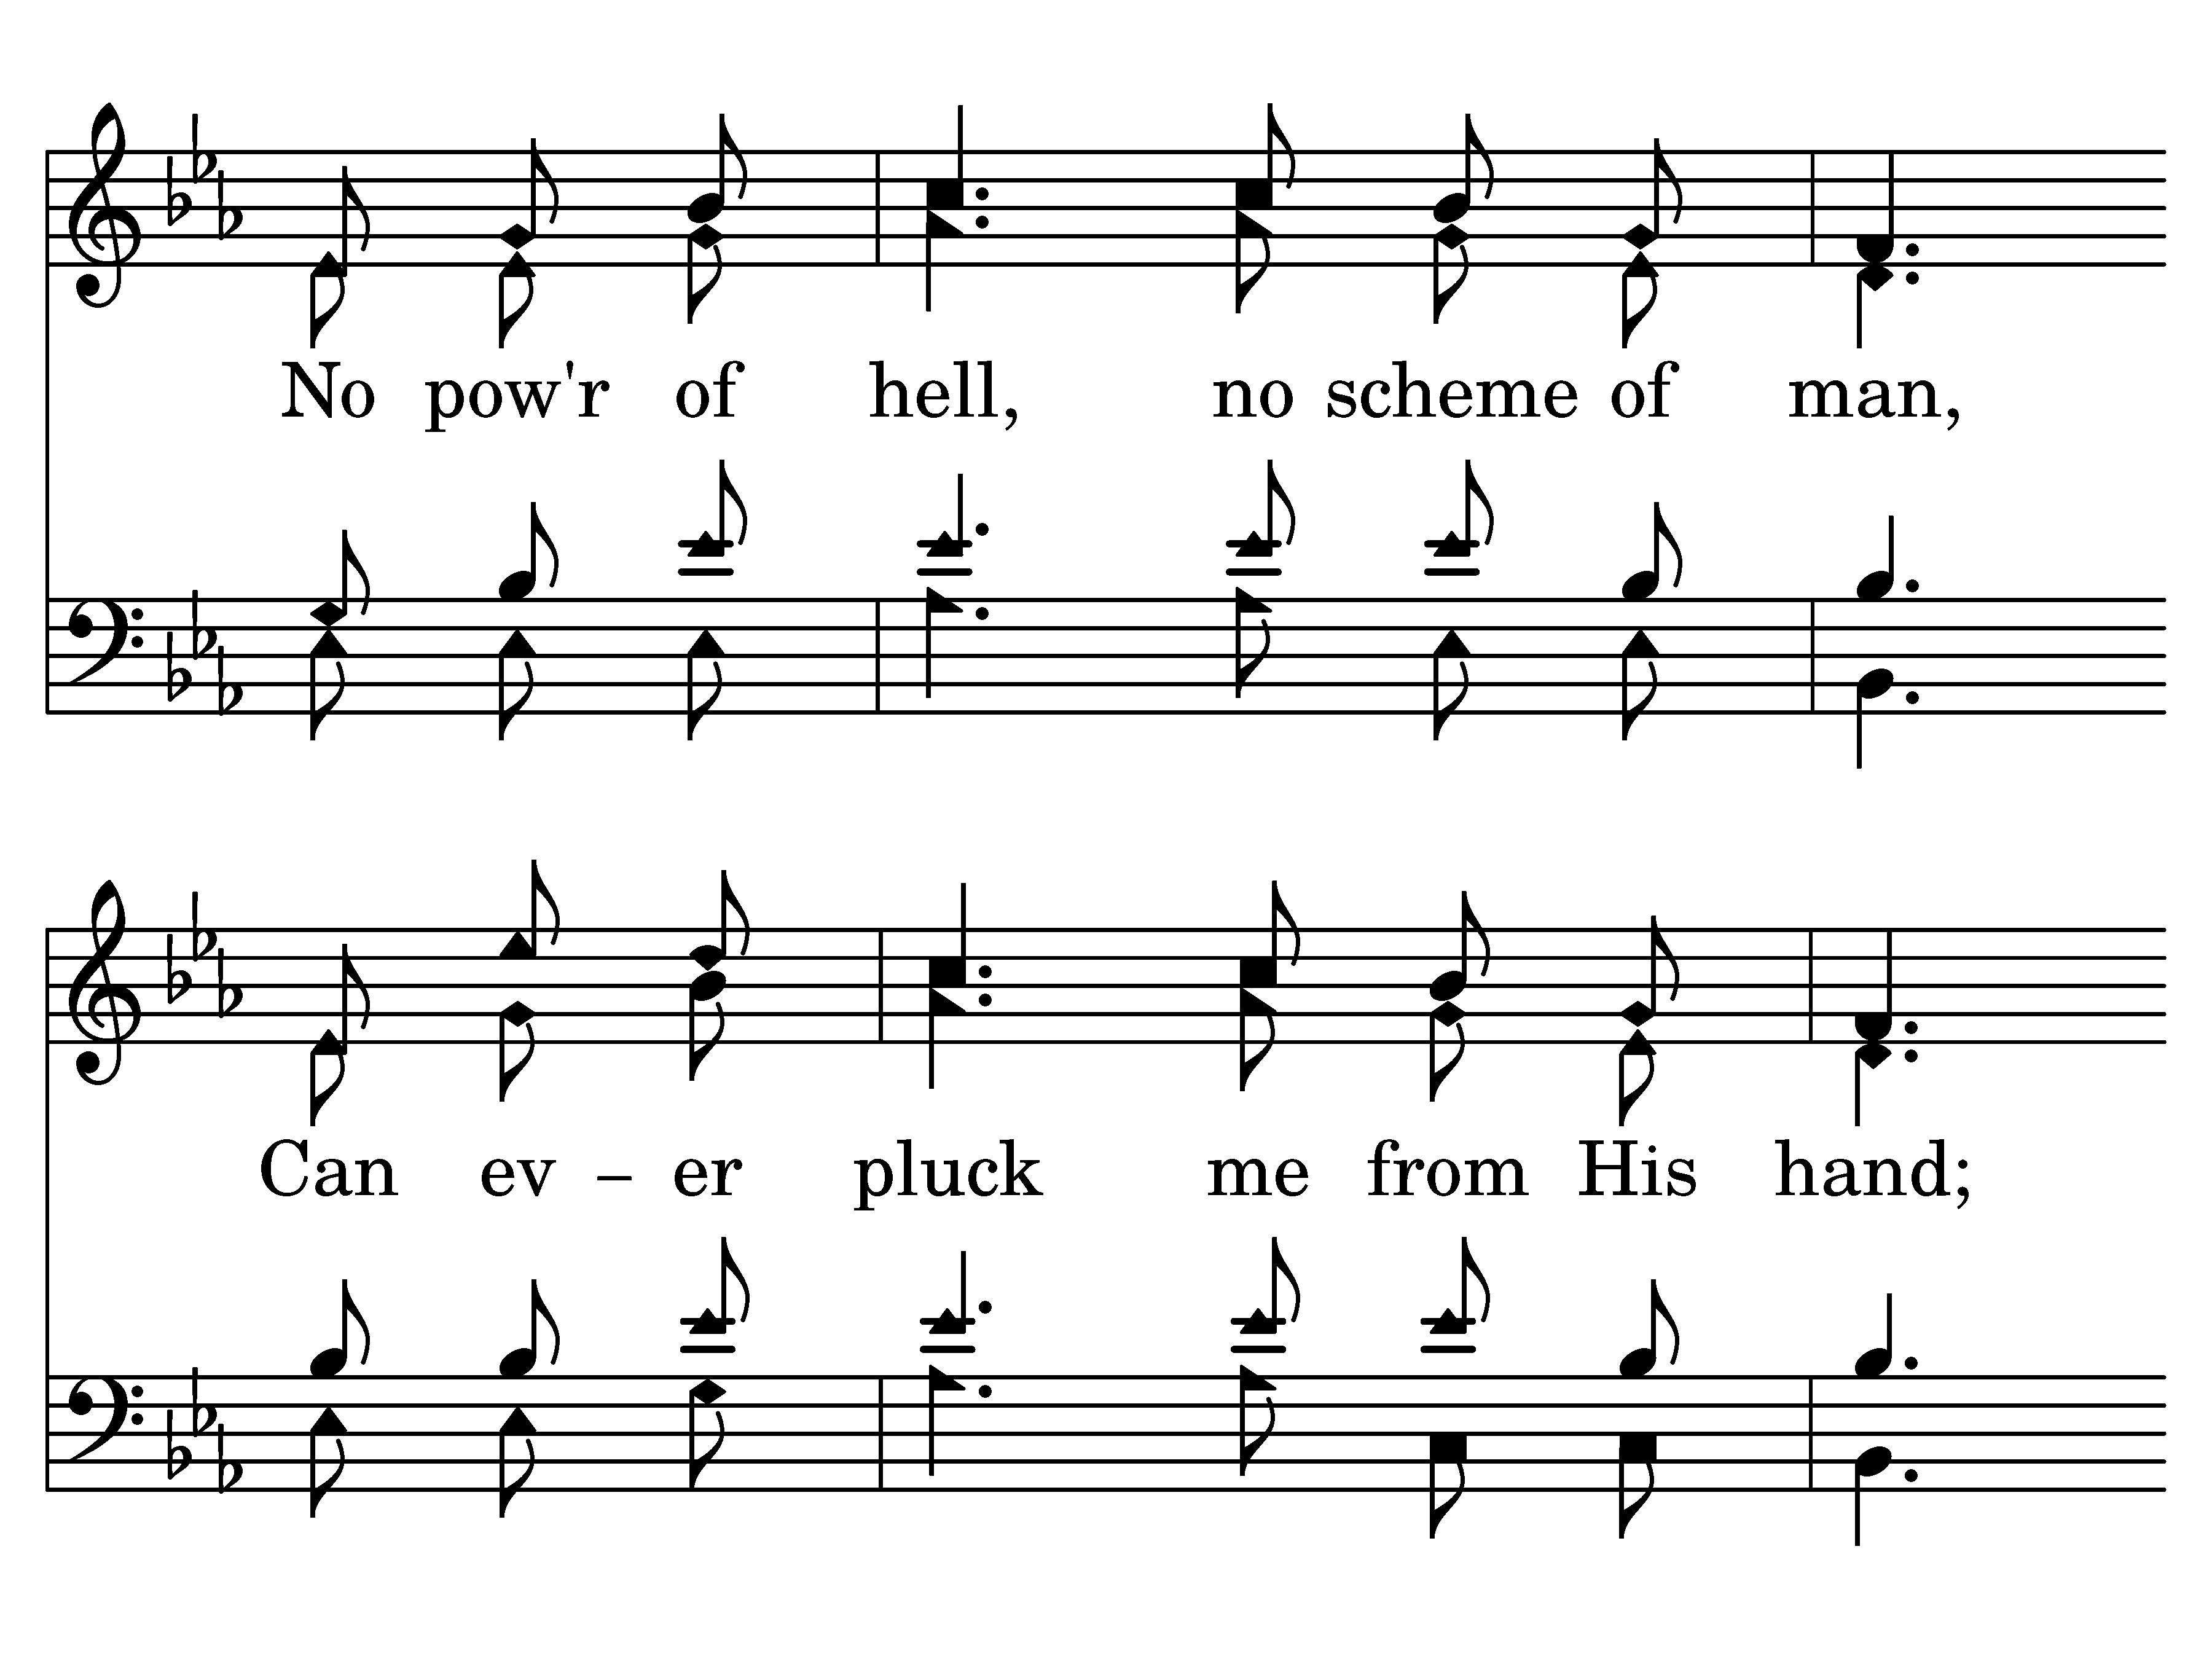 No pow'r of hell, no scheme of man,
Can ev – er pluck me from His hand;